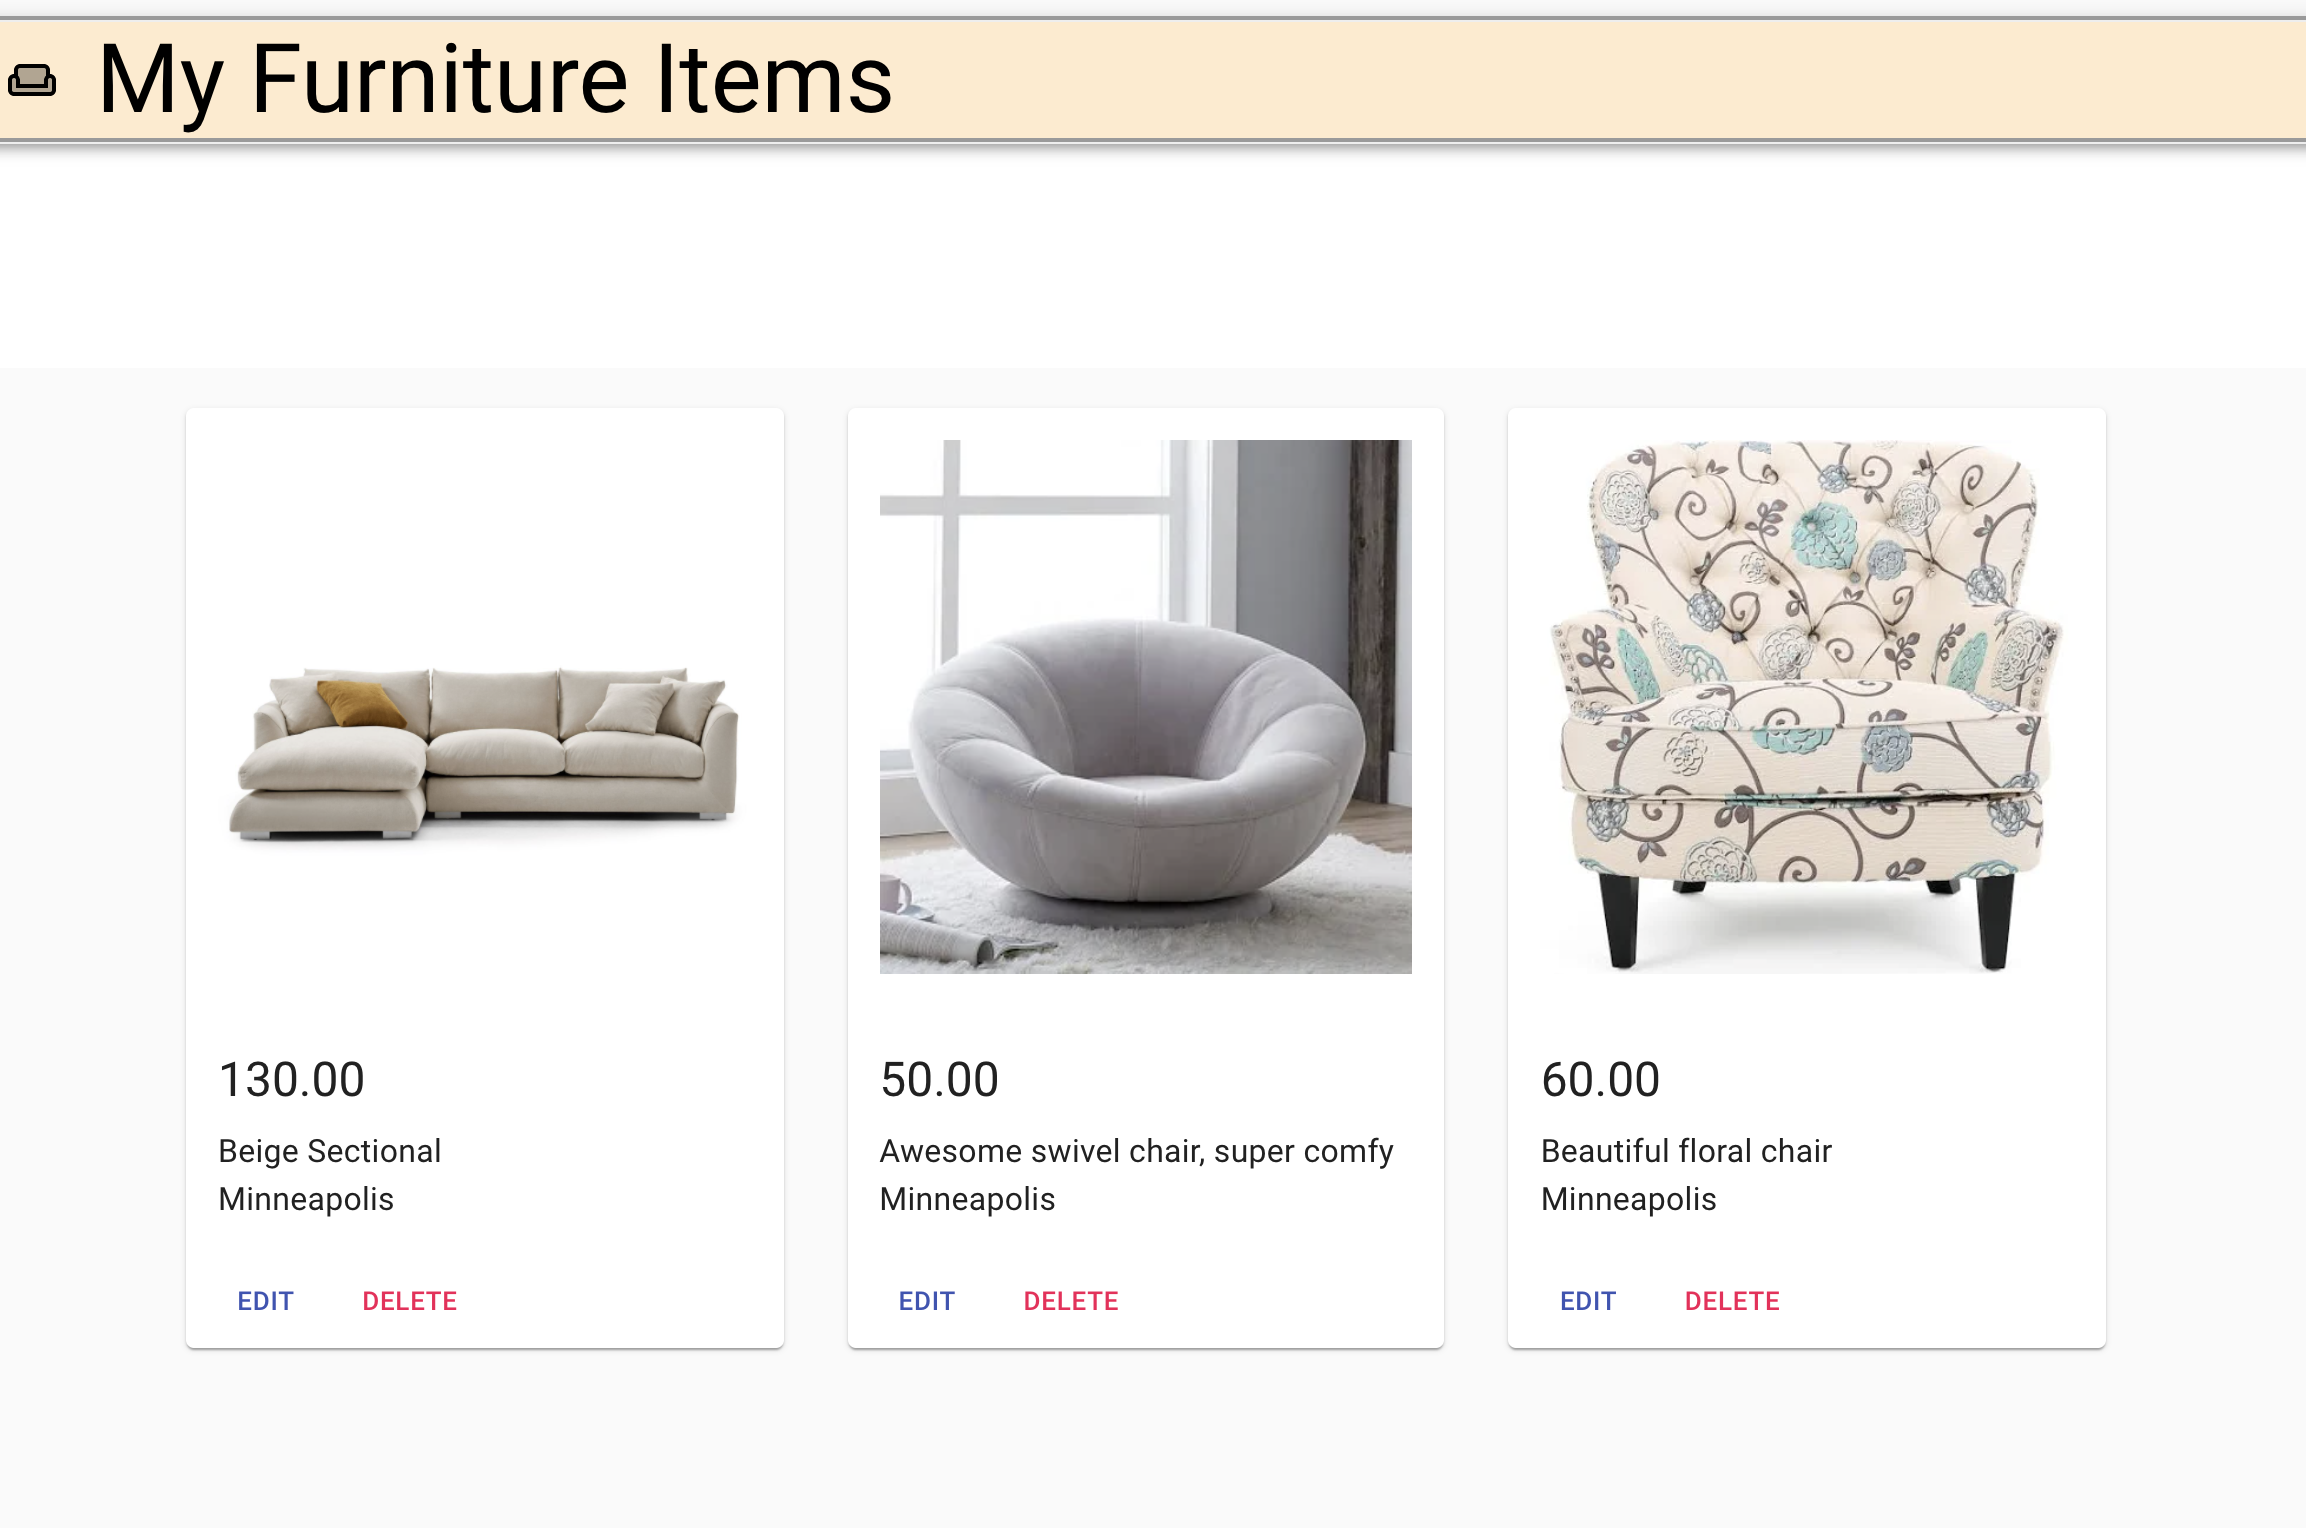 My Furniture Items
130.00
Beige Sectional
Minneapolis
EDIT DELETE
50.00
Awesome swivel chair, super comfy
Minneapolis
EDIT DELETE
60.00
Beautiful floral chair
Minneapolis
EDIT DELETE